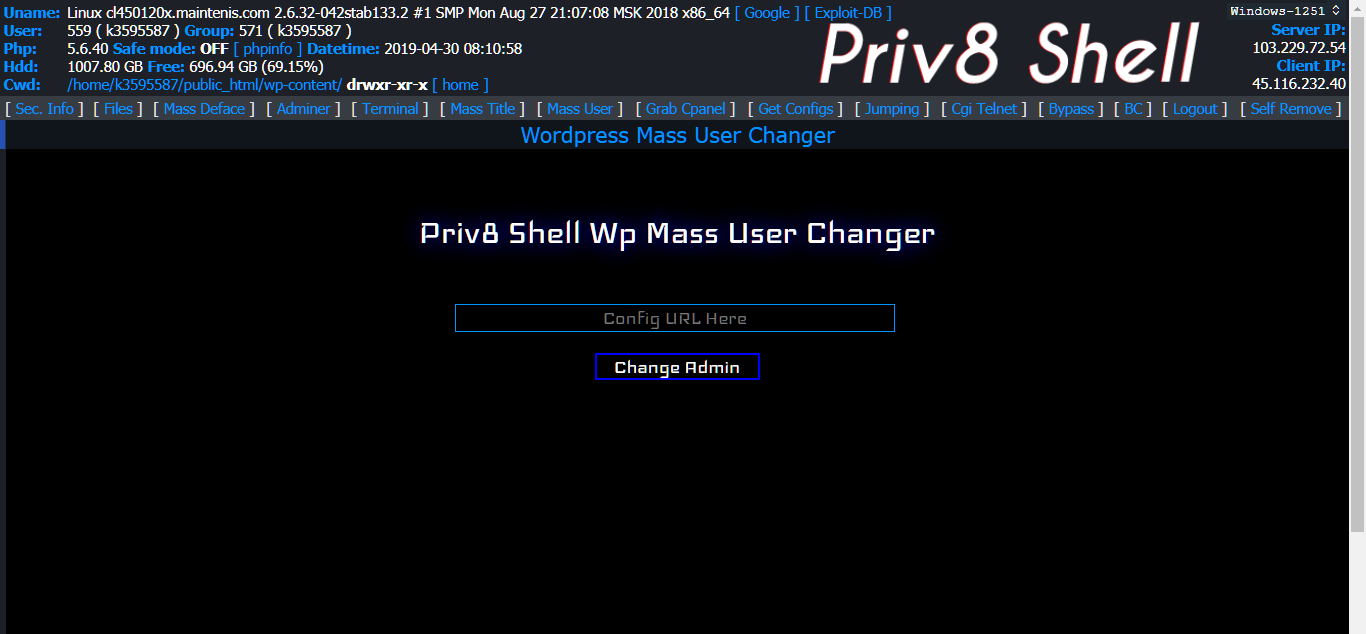 Uname: Linux cl450120x.maintenis.com 2.6.32-042stab133.2 #1 SMP Mon Aug 27 21:07:08 MSK 2018 x86_64 [ Google ] [ Exploit-DB ]
Windows-1251
User: 559 ( k3595587 ) Group: 571 ( k3595587 )
Server IP:
Php: 5.6.40 Safe mode: OFF [ phpinfo ] Datetime: 2019-04-30 08:10:58
103.229.72.54
Priv8 Shell
Hdd: 1007.80 GB Free: 696.94 GB (69.15%)
Client IP:
Cwd: /home/k3595587/public_html/wp-content/ drwxr-xr-x [ home ]
45.116.232.40
[ Sec. Info ] [ Files ] [ Mass Deface ] [ Adminer ] [ Terminal ] [ Mass Title ] [ Mass User ] [ Grab Cpanel ] [ Get Configs ] [ Jumping ] [ Cgi Telnet ] [ Bypass ] [ BC ] [ Logout ] [ Self Remove ]
Wordpress Mass User Changer
Priv8 Shell Wp Mass User Changer
Config URL Here
Change Admin